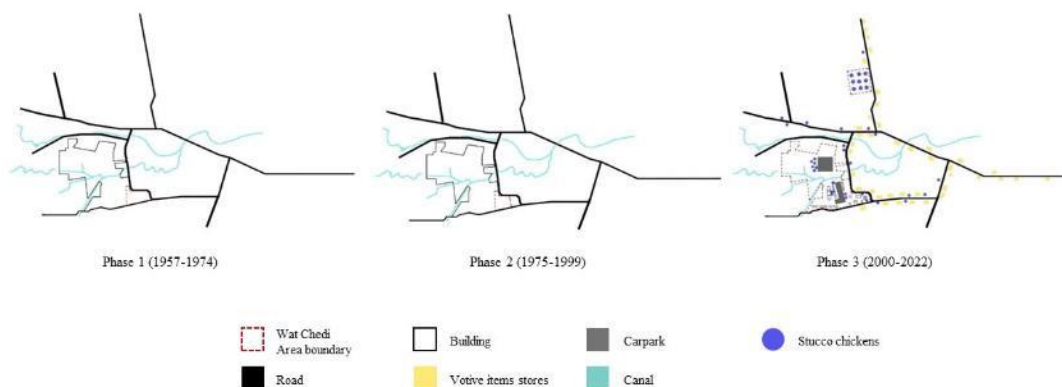 Phase 1 (1957-1974)
Phase 2 (1975-1999)
Phase 3 (2000-2022)
Wat Chedi
Area boundary
Building
Carpark
Stucco chickens
Road
Votive items stores
Canal